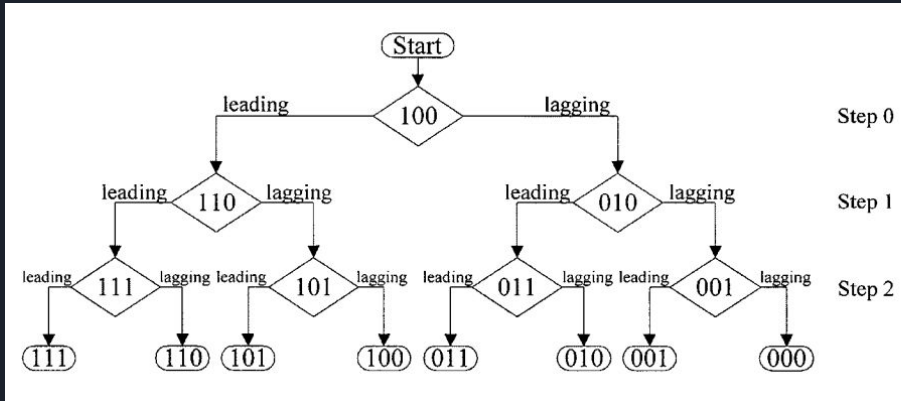 Start
leading 100 lagging Step 0
leading 110 lagging leading 010 lagging Step 1
leading 111 lagging leading 101 lagging leading 011 lagging leading 001 lagging Step 2
111 110 101 100 011 010 001 000